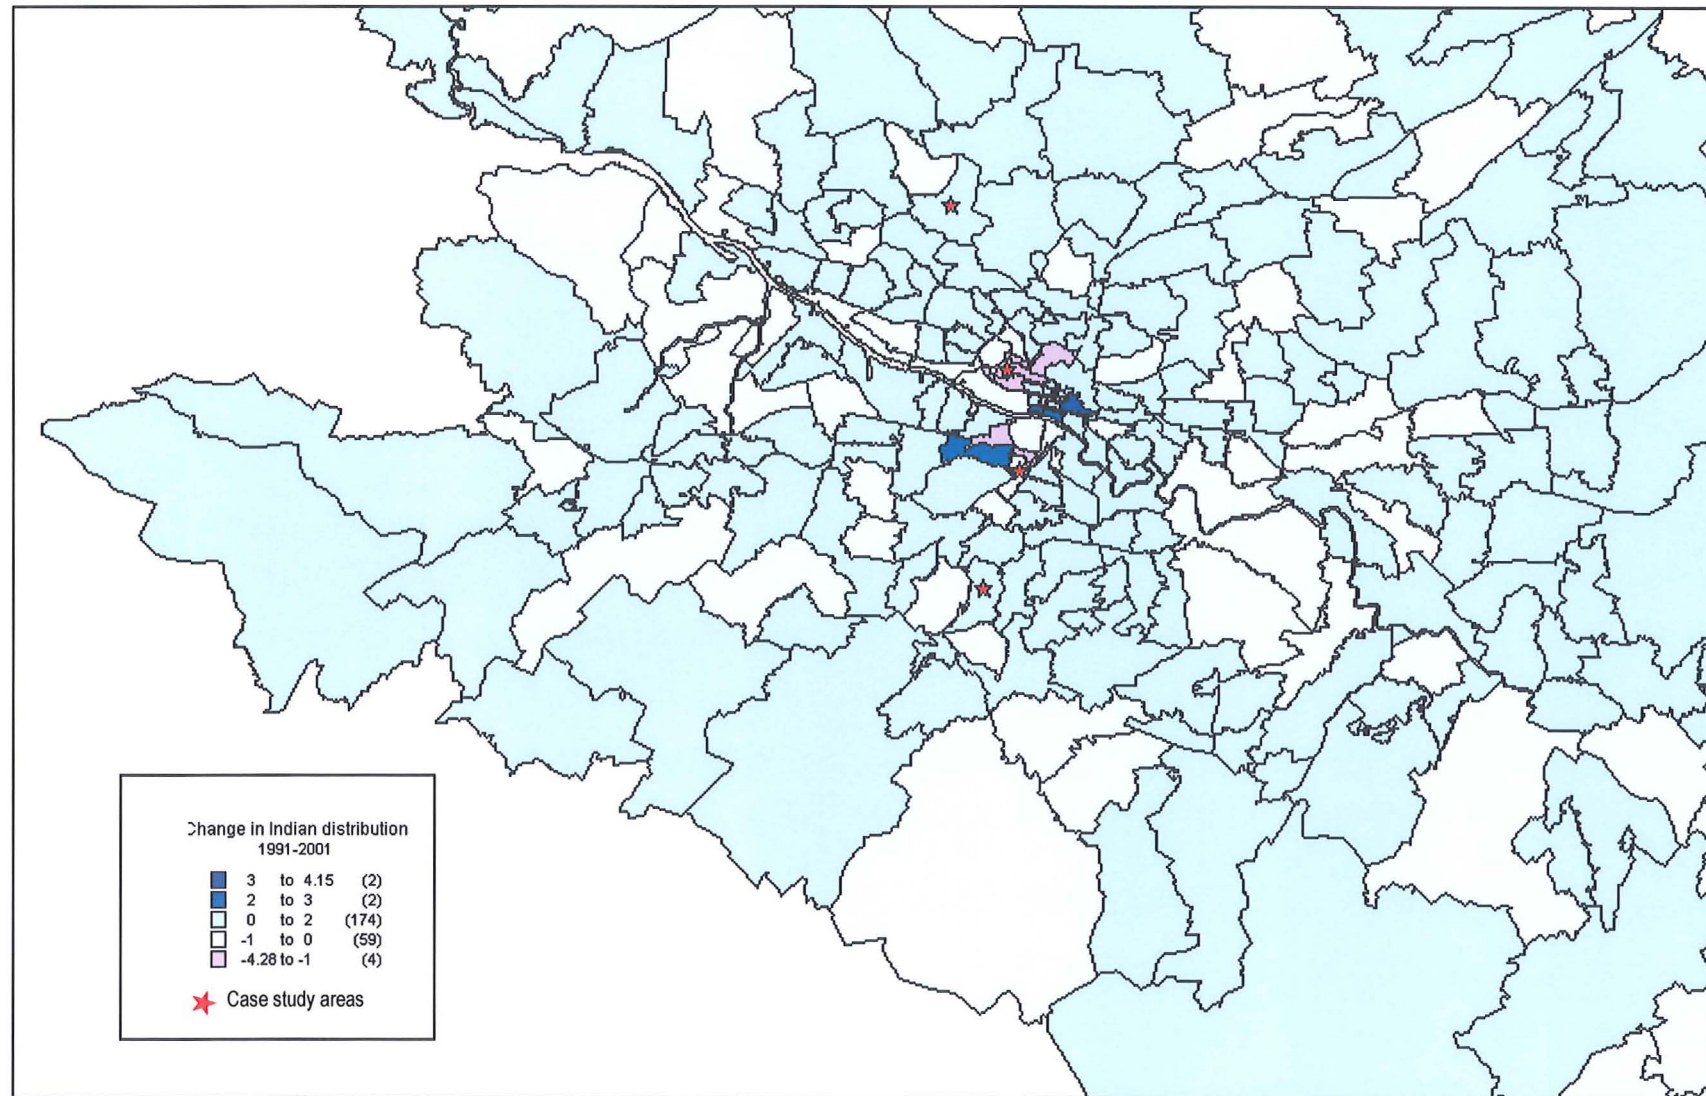 Change in Indian distribution
1991-2001
3 to 4.15 (2)
2 to 3 (2)
0 to 2 (174)
-1 to 0 (59)
-4.28 to -1 (4)
Case study areas